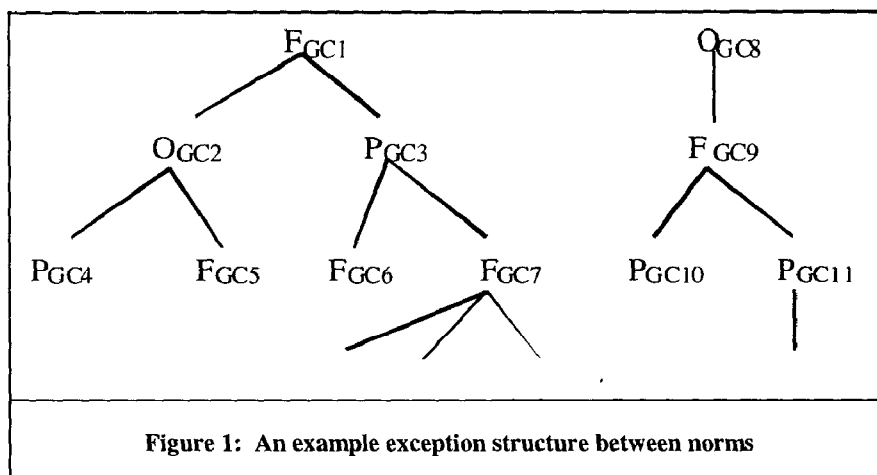 FGC1 OGC8
OGC2 PGC3 FGC9
PGC4 FGC5 FGC6 FGC7 PGC10 PGC11
Figure 1: An example exception structure between norms